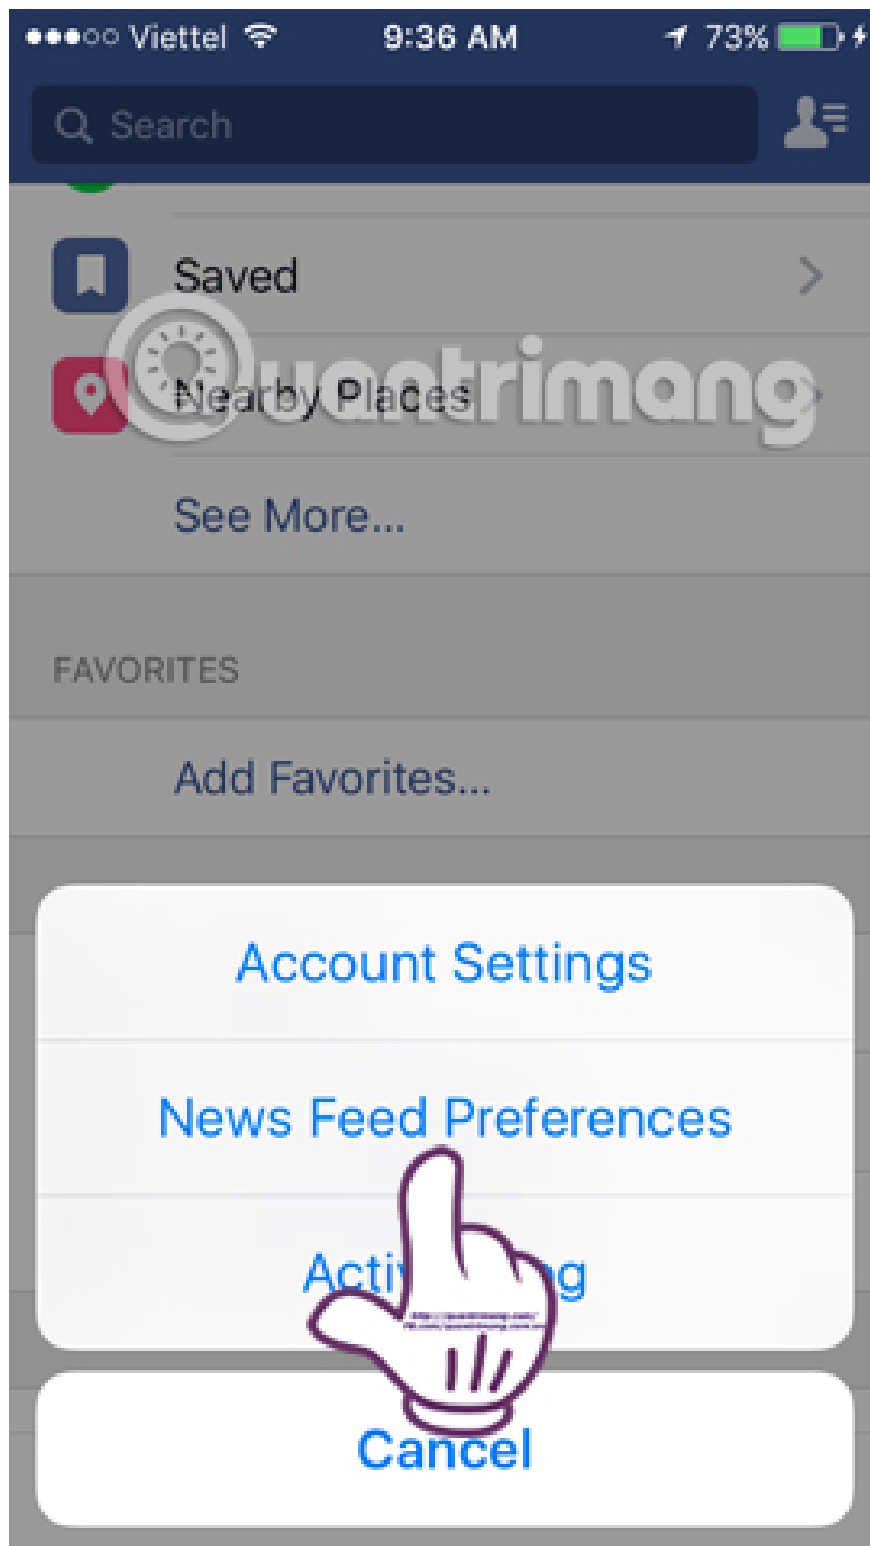 Viettel 9:36 AM 73%
Search
Saved
Nearby Places
Quantrimang
See More...
FAVORITES
Add Favorites...
Account Settings
News Feed Preferences
Cancel